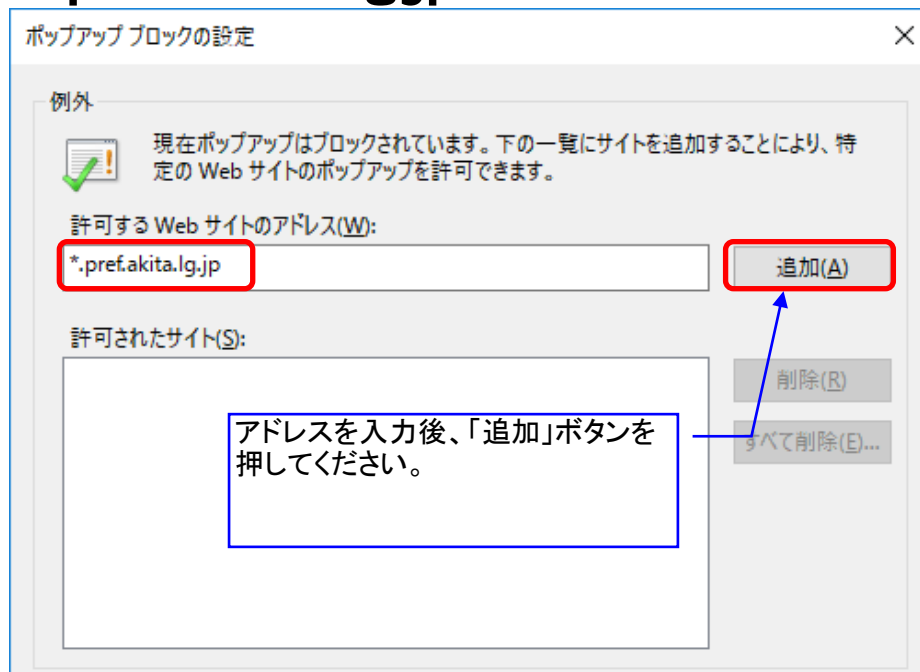 ポップアップ ブロックの設定
例外
現在ポップアップはブロックされています。下の一覧にサイトを追加することにより、特
定の Web サイトのポップアップを許可できます。
許可する Web サイトのアドレス(W):
*.pref.akita.lg.jp
追加(A)
許可されたサイト(S):
削除(R)
アドレスを入力後、「追加」ボタンを
押してください。
すべて削除(E)...